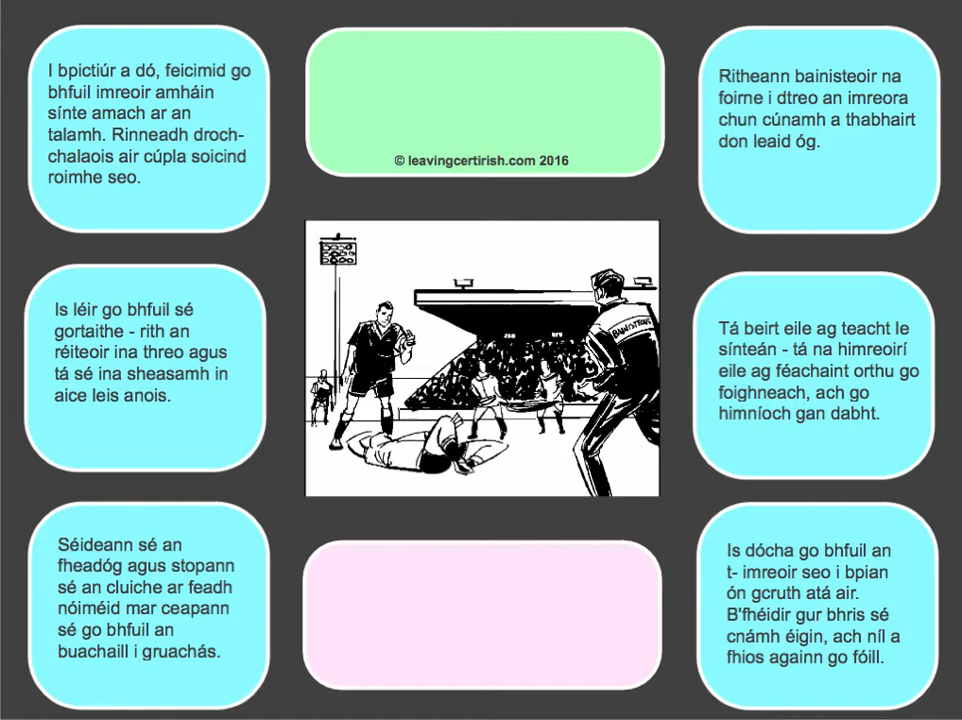 I bpictiúr a dó, feicimid go
bhfuil imreoir amháin
sínte amach ar an
talamh. Rinneadh droch-
chalaois air cúpla soicind
roimhe seo.
© leavingcertirish.com 2016
Ritheann bainisteoir na
foirne i dtreo an imreora
chun cúnamh a thabhairt
don leaid óg.
Is léir go bhfuil sé
gortaithe - rith an
réiteoir ina threo agus
tá sé ina sheasamh in
aice leis anois.
BAINISTEOIR
Tá beirt eile ag teacht le
sínteán - tá na himreoirí
eile ag féachaint orthu go
foighneach, ach go
himníoch gan dabht.
Séideann sé an
fheadóg agus stopann
sé an cluiche ar feadh
nóiméid mar ceapann
sé go bhfuil an
buachaill i gruachás.
Is dócha go bhfuil an
t- imreoir seo i bpian
ón gcruth atá air.
B'fhéidir gur bhris sé
cnámh éigin, ach níl a
fhios againn go fóill.